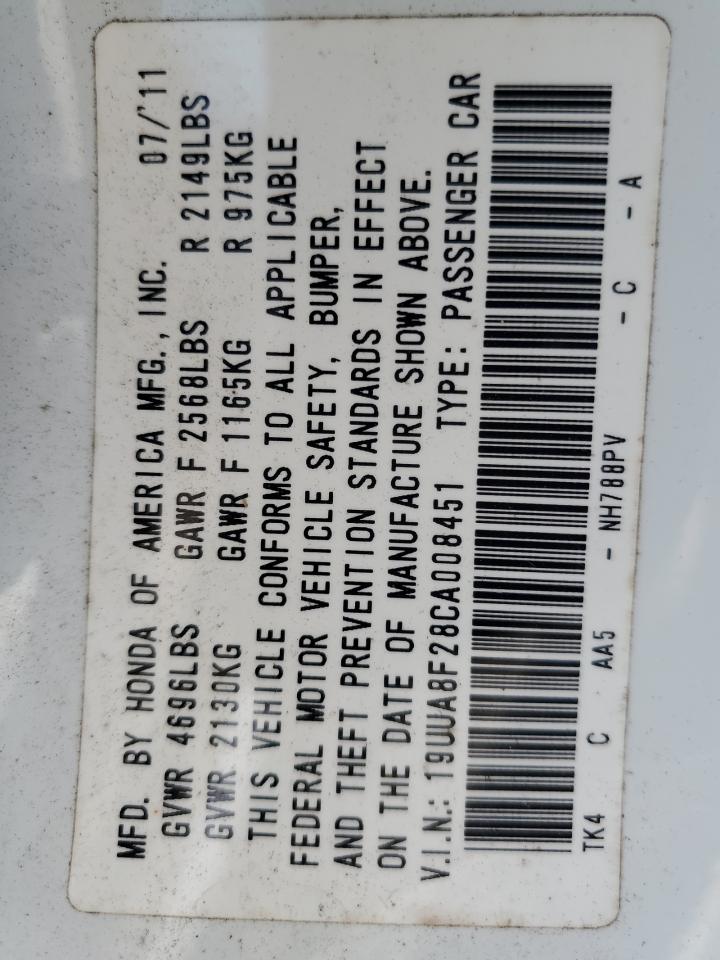 MFD. BY HONDA OF AMERICA MFG., INC. 07/'11
GVWR 4696LBS GAWR F 2568LBS R 2149LBS
GVWR 2130KG GAWR F 1165KG R 975KG
THIS VEHICLE CONFORMS TO ALL APPLICABLE
FEDERAL MOTOR VEHICLE SAFETY, BUMPER,
AND THEFT PREVENTION STANDARDS IN EFFECT
ON THE DATE OF MANUFACTURE SHOWN ABOVE.
V.I.N.: 19UUA8F28CA008451 TYPE: PASSENGER CAR
TK4 C AA5 - NH788PV - C - A